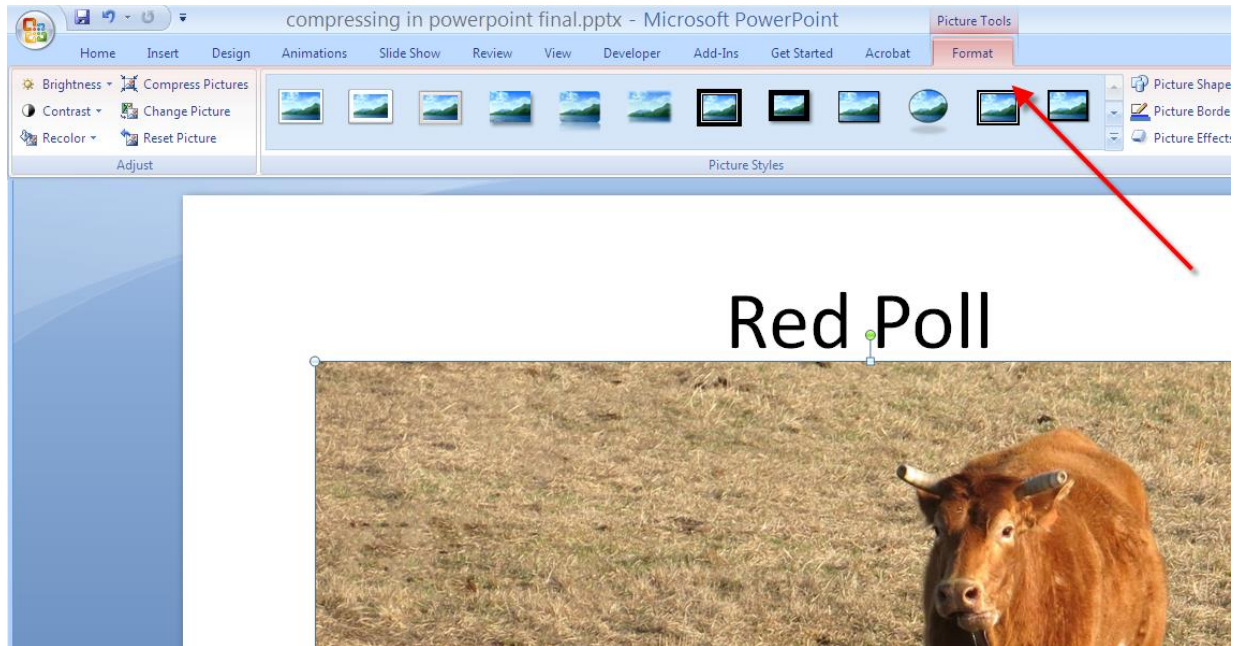 compressing in powerpoint final.pptx - Microsoft PowerPoint
Picture Tools
Home Insert Design Animations Slide Show Review View Developer Add-Ins Get Started Acrobat Format
Brightness Compress Pictures
Contrast Change Picture
Recolor Reset Picture
Adjust
Picture Shape
Picture Borde
Picture Effects
Picture Styles
Red Poll